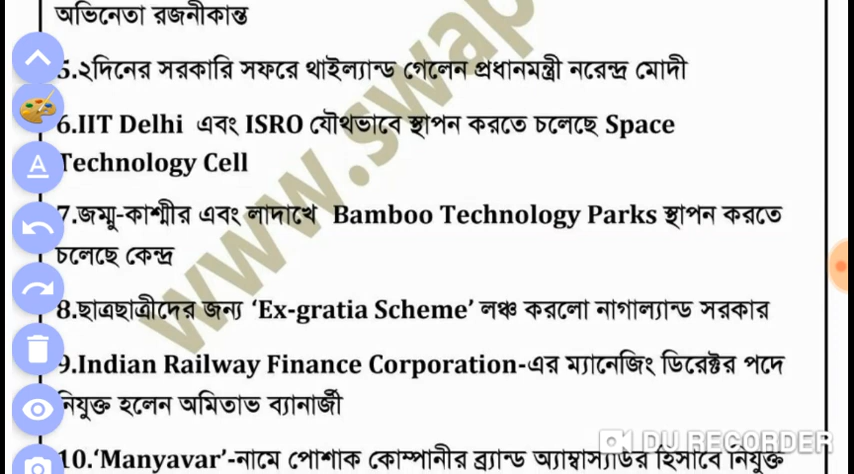 অভিনেতা রজনীকান্ত
5.২দিনের সরকারি সফরে থাইল্যান্ড গেলেন প্রধানমন্ত্রী নরেন্দ্র মোদী
6.IIT Delhi এবং ISRO যৌথভাবে স্থাপন করতে চলেছে Space
Technology Cell
7.জম্মু-কাশ্মীর এবং লাদাখে Bamboo Technology Parks স্থাপন করতে
চলেছে কেন্দ্র
8.ছাত্রছাত্রীদের জন্য ‘Ex-gratia Scheme’ লঞ্চ করলো নাগাল্যান্ড সরকার
9.Indian Railway Finance Corporation-এর ম্যানেজিং ডিরেক্টর পদে
নিযুক্ত হলেন অমিতাভ ব্যানার্জী
10.‘Manyavar’-নামে পোশাক কোম্পানীর ব্র্যান্ড অ্যাম্বাস্যাডর হিসাবে নিযুক্ত
www.swap
DU RECORDER
A